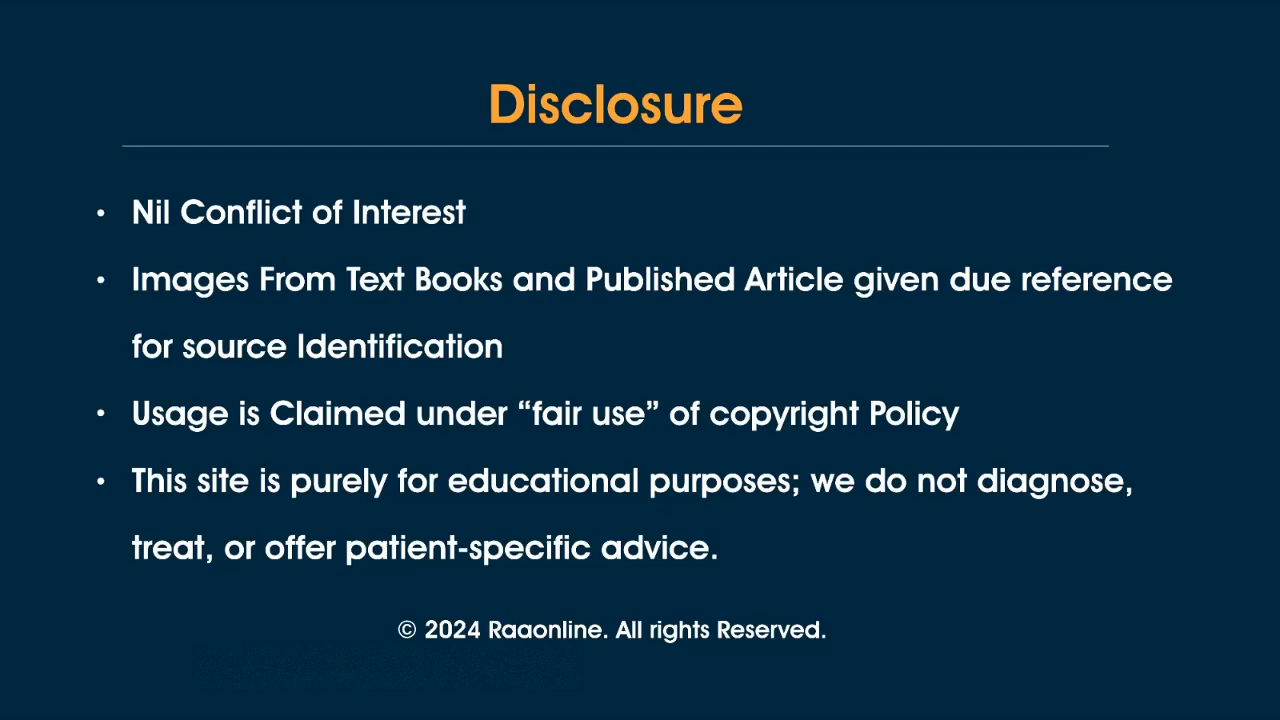 Disclosure
• Nil Conflict of Interest
• Images From Text Books and Published Article given due reference
for source Identification
• Usage is Claimed under “fair use” of copyright Policy
• This site is purely for educational purposes; we do not diagnose,
treat, or offer patient-specific advice.
© 2024 Raaonline. All rights Reserved.